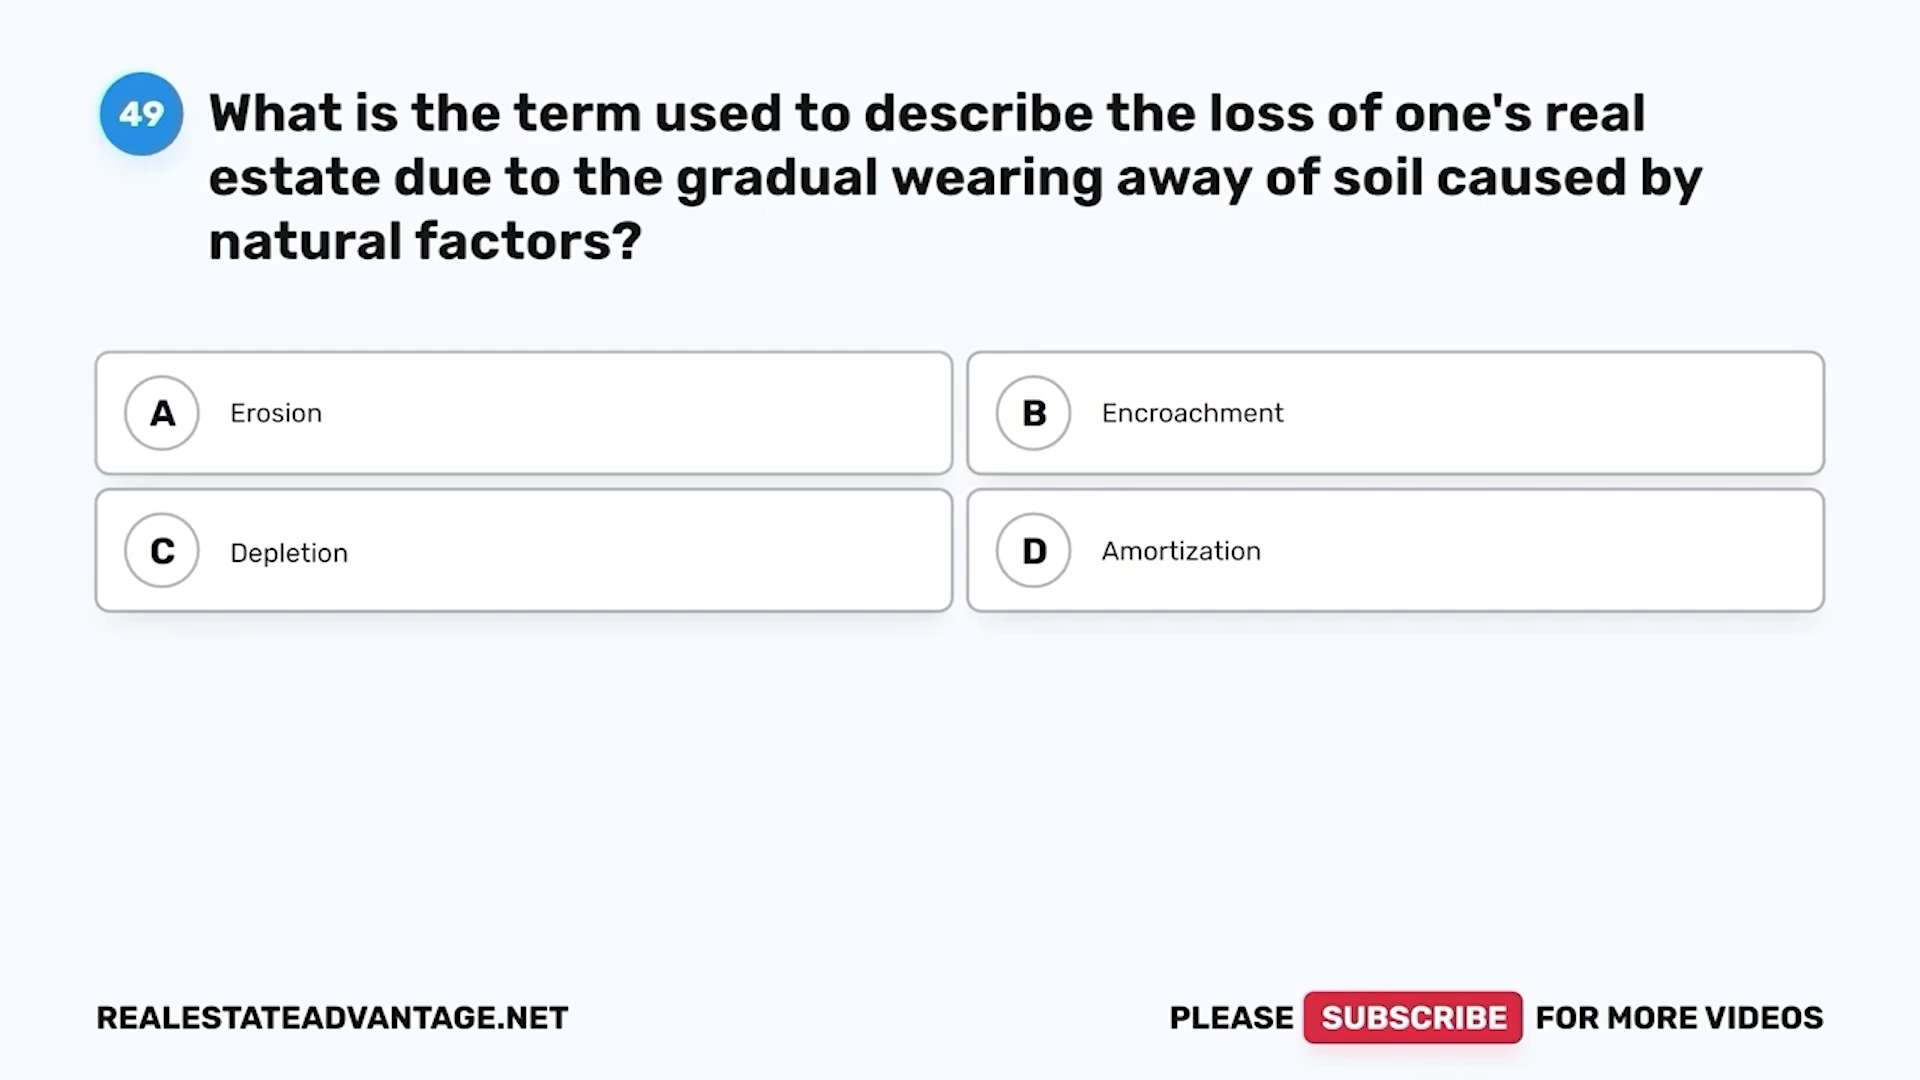 49
What is the term used to describe the loss of one's real
estate due to the gradual wearing away of soil caused by
natural factors?
A Erosion
B Encroachment
C Depletion
D Amortization
REALESTATEADVANTAGE.NET
PLEASE SUBSCRIBE FOR MORE VIDEOS